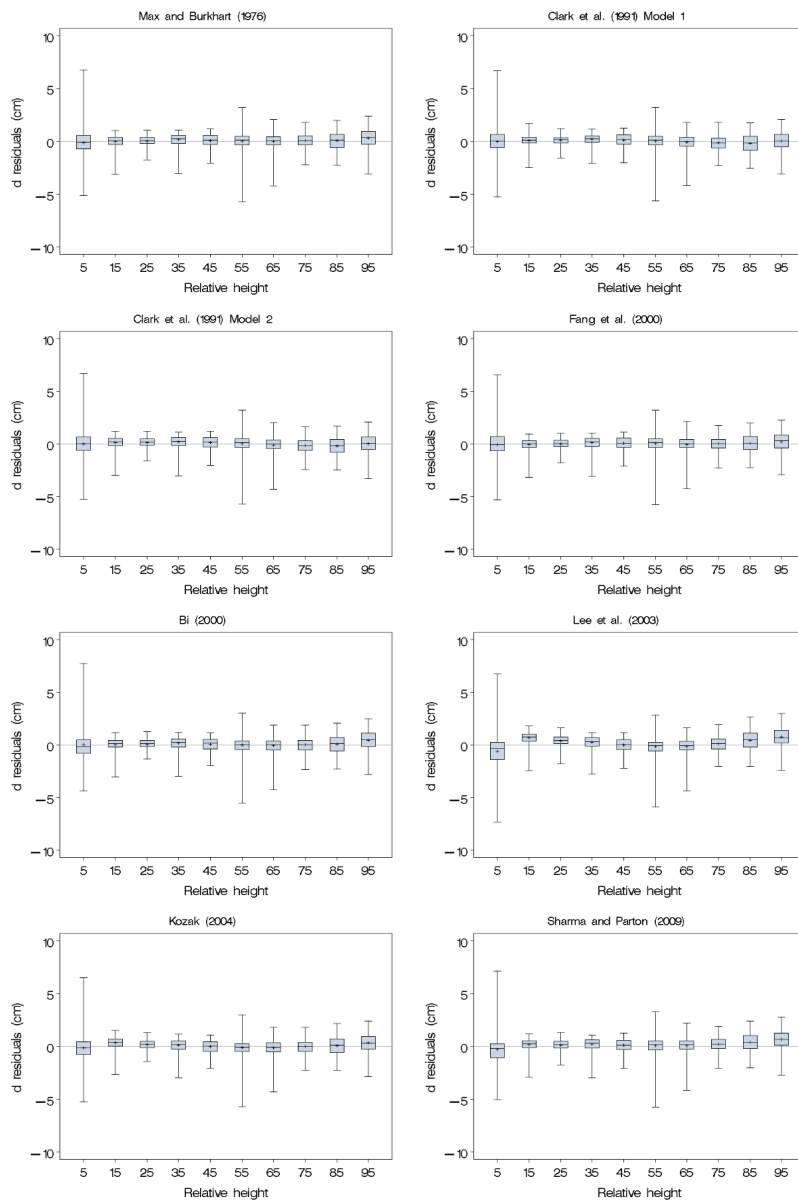 Max and Burkhart (1976)
10
5
0
−5
−10
d residuals (cm)
5 15 25 35 45 55 65 75 85 95
Relative height
Clark et al. (1991) Model 1
10
5
0
−5
−10
d residuals (cm)
5 15 25 35 45 55 65 75 85 95
Relative height
Clark et al. (1991) Model 2
10
5
0
−5
−10
d residuals (cm)
5 15 25 35 45 55 65 75 85 95
Relative height
Fang et al. (2000)
10
5
0
−5
−10
d residuals (cm)
5 15 25 35 45 55 65 75 85 95
Relative height
Bi (2000)
10
5
0
−5
−10
d residuals (cm)
5 15 25 35 45 55 65 75 85 95
Relative height
Lee et al. (2003)
10
5
0
−5
−10
d residuals (cm)
5 15 25 35 45 55 65 75 85 95
Relative height
Kozak (2004)
10
5
0
−5
−10
d residuals (cm)
5 15 25 35 45 55 65 75 85 95
Relative height
Sharma and Parton (2009)
10
5
0
−5
−10
d residuals (cm)
5 15 25 35 45 55 65 75 85 95
Relative height